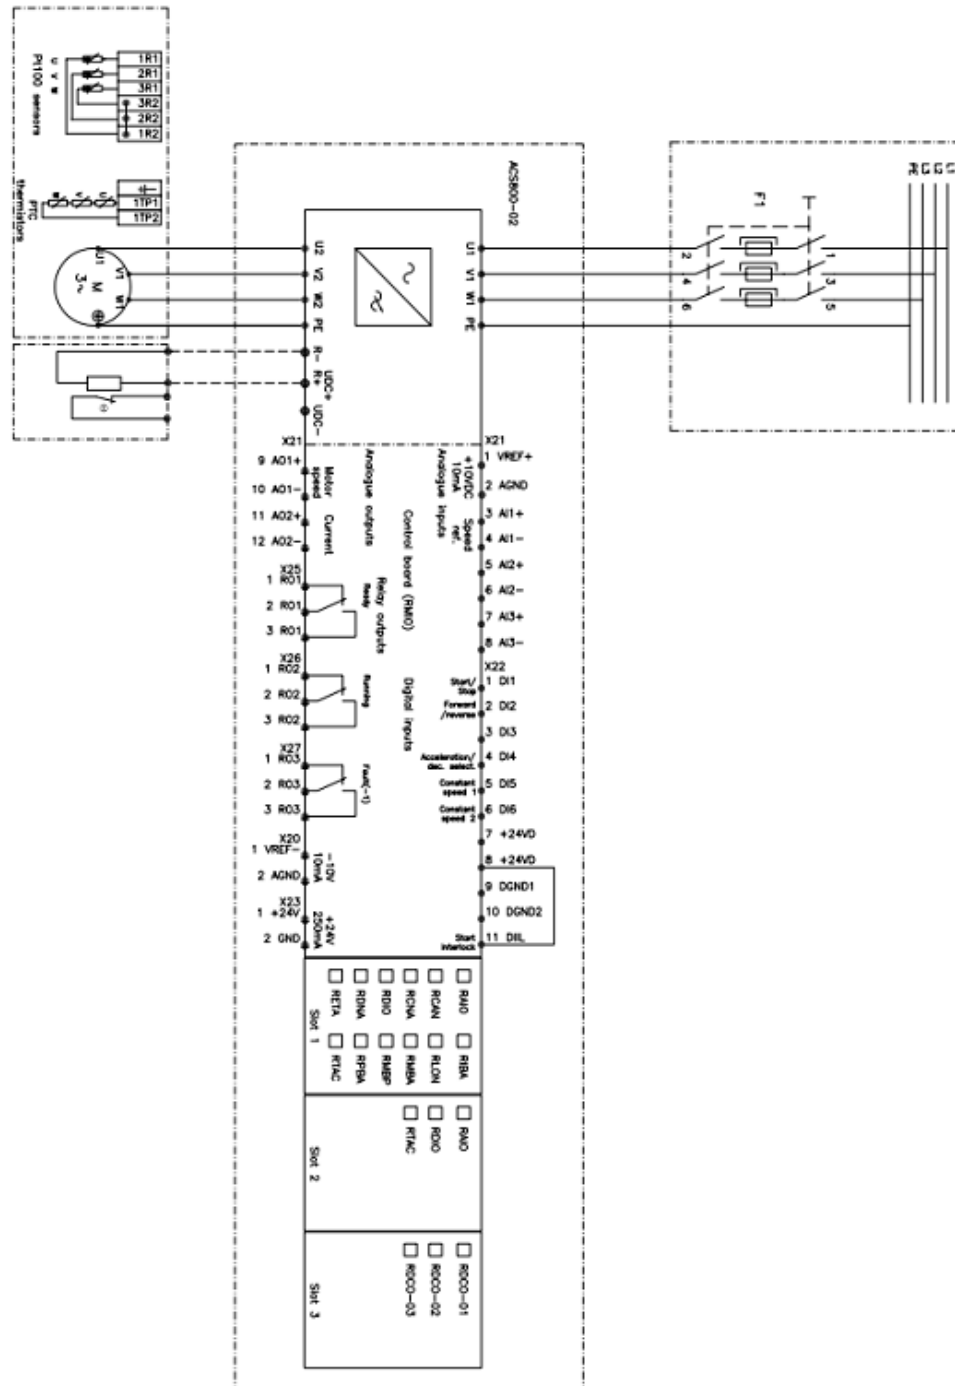 1R1
2R1
3R1
3R2
2R2
1R2
U V W
Pt100 sensors
1TP1
1TP2
W V U
PTC
thermistors
U1
V1
W1
M
3~
ACS800-02
U2
V2
W2
PE
R-
R+
UDC+
UDC-
U1
V1
W1
PE
F1
2
4
6
1
3
5
PE
L3
L2
L1
X21
9 AO1+
10 AO1-
11 AO2+
12 AO2-
Motor
speed
Current
Analogue outputs
X25
1 RO1
2 RO1
3 RO1
Ready
Relay outputs
X26
1 RO2
2 RO2
3 RO2
Running
X27
1 RO3
2 RO3
3 RO3
Fault(-1)
X20
1 VREF-
2 AGND
-10V
10mA
X23
1 +24V
2 GND
+24V
250mA
Control board (RMIO)
Digital inputs
Analogue inputs
X21
1 VREF+
2 AGND
3 AI1+
4 AI1-
5 AI2+
6 AI2-
7 AI3+
8 AI3-
+10VDC
10mA
Speed
ref.
X22
Start/
Stop
1 DI1
Forward
/reverse
2 DI2
3 DI3
Acceleration/
dec. select.
4 DI4
Constant
speed 1
5 DI5
Constant
speed 2
6 DI6
7 +24VD
8 +24VD
9 DGND1
10 DGND2
Start
interlock
11 DIIL
Slot 1
RETA
RDNA
RDIO
RCNA
RCAN
RAIO
RTAC
RPBA
RMBP
RMBA
RLON
RIBA
Slot 2
RTAC
RDIO
RAIO
Slot 3
RDCO-03
RDCO-02
RDCO-01